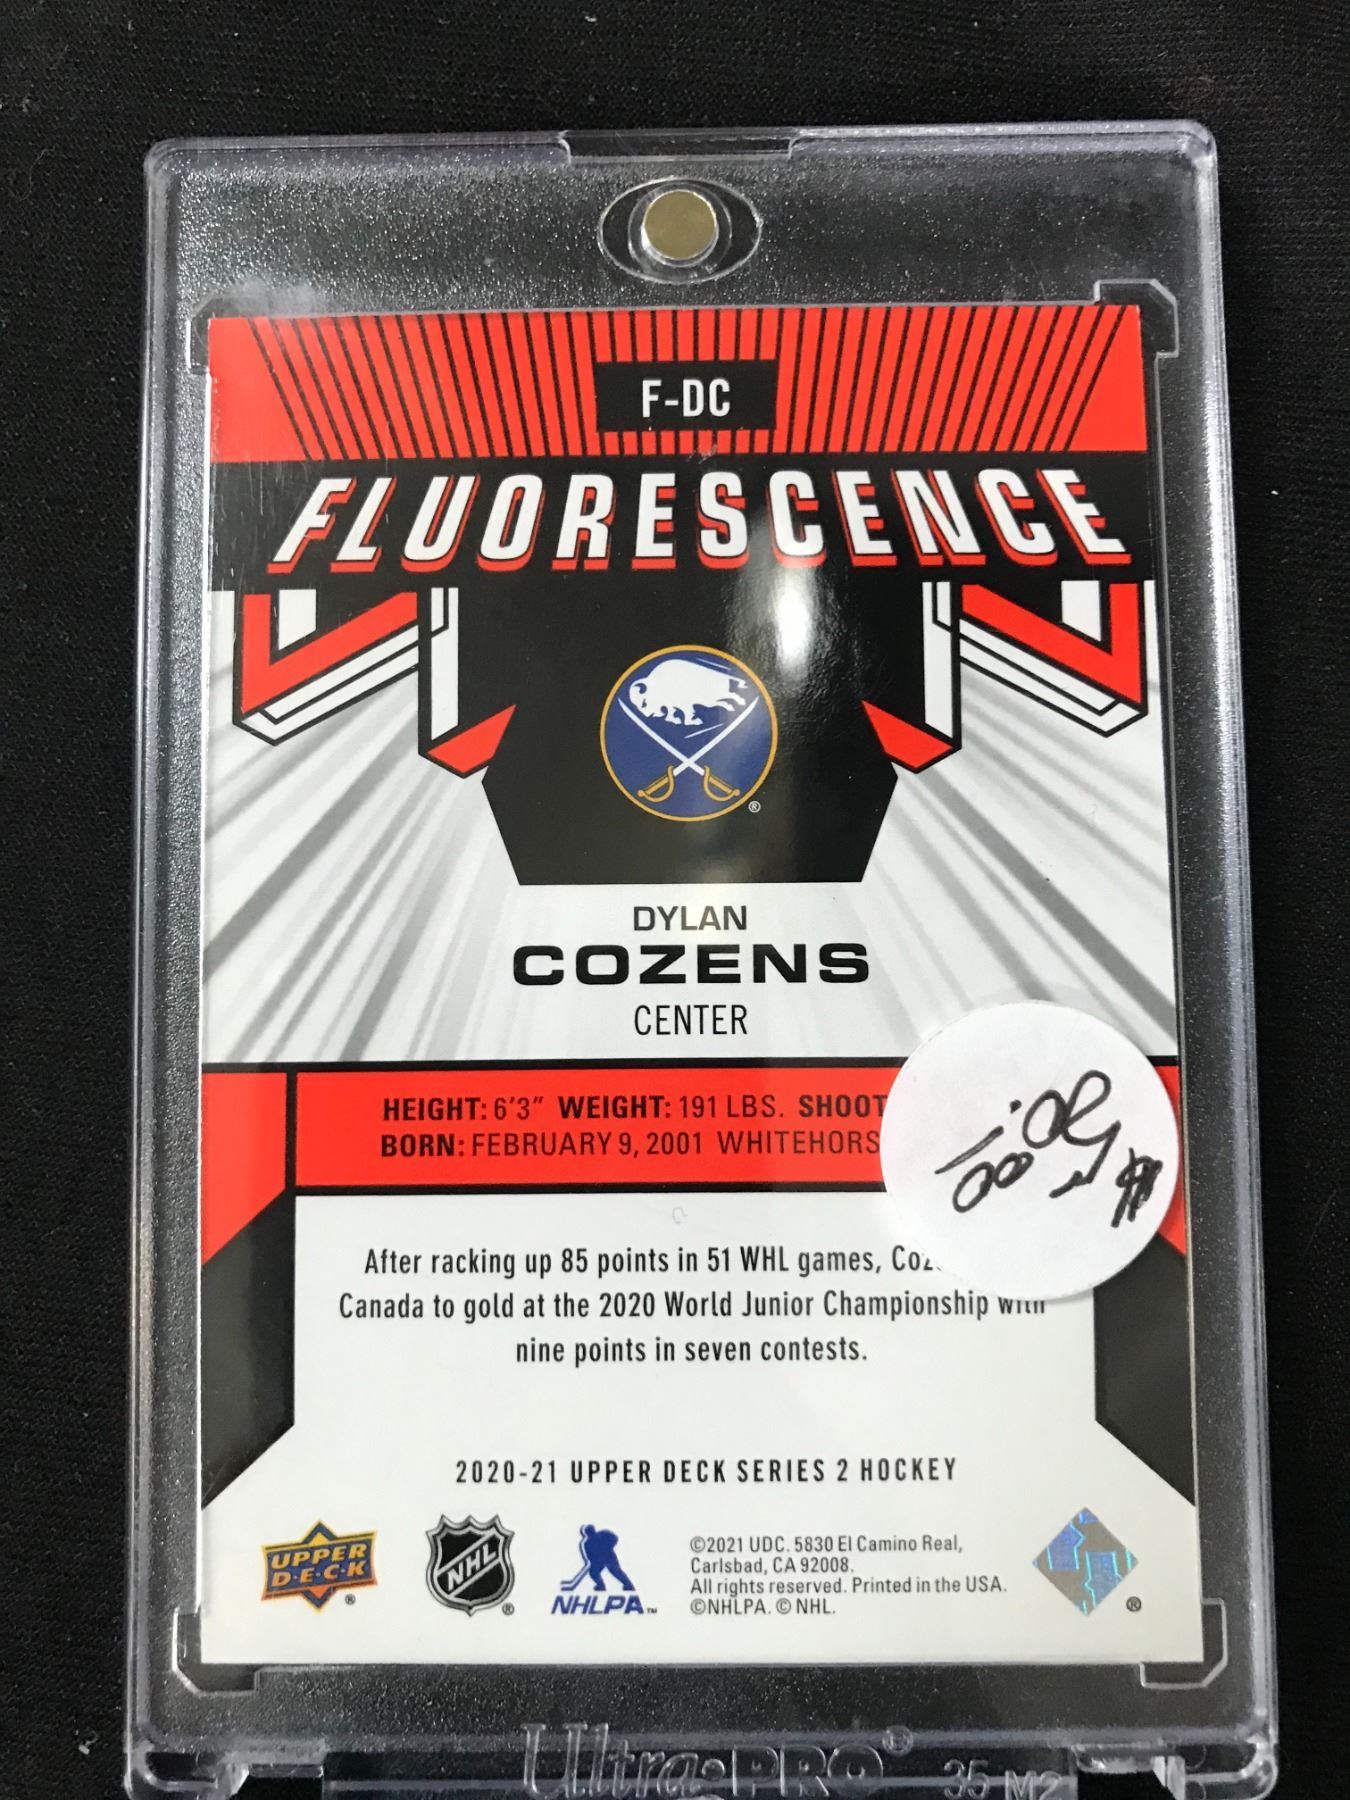 F-DC
FLUORESCENCE
®
DYLAN
COZENS
CENTER
HEIGHT: 6'3" WEIGHT: 191 LBS. SHOOT
BORN: FEBRUARY 9, 2001 WHITEHORS
After racking up 85 points in 51 WHL games, Coz
Canada to gold at the 2020 World Junior Championship with
nine points in seven contests.
2020-21 UPPER DECK SERIES 2 HOCKEY
UPPER
D·E·C·K
®
NHL
®
NHLPA™
©2021 UDC. 5830 El Camino Real,
Carlsbad, CA 92008.
All rights reserved. Printed in the USA.
©NHLPA. © NHL.
®
Ultra·PRO® 35 M2